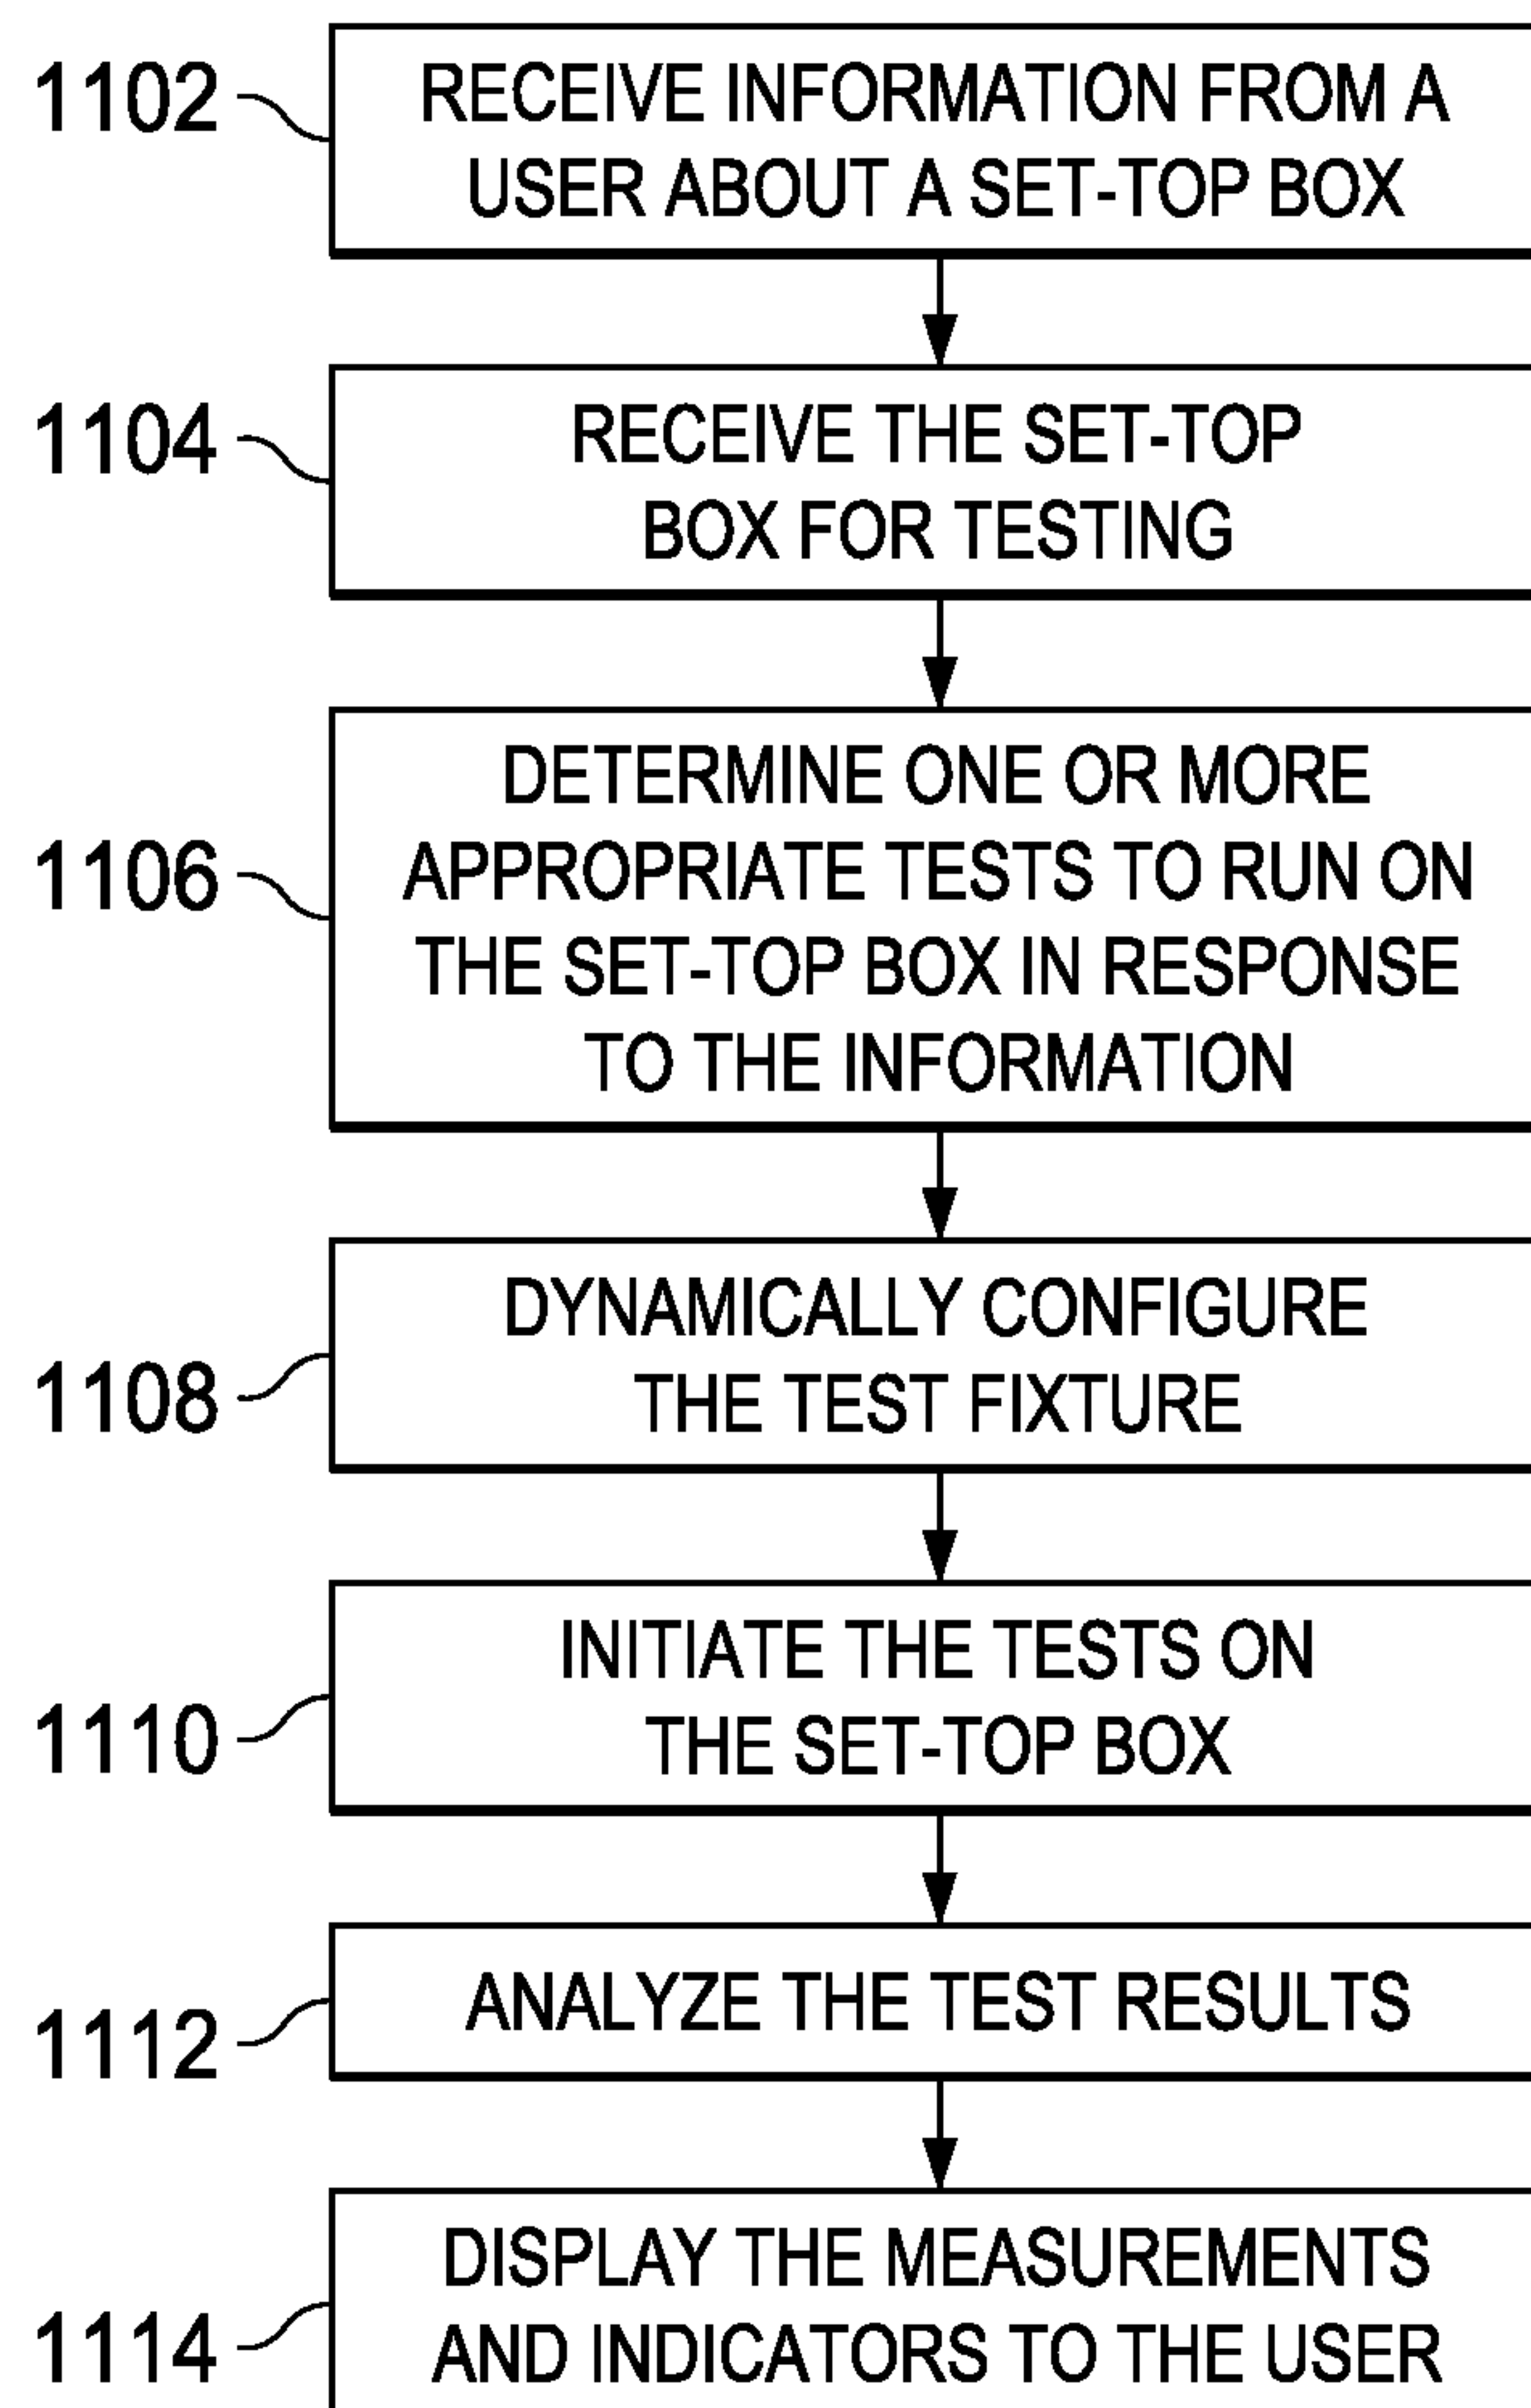 1102
RECEIVE INFORMATION FROM A
USER ABOUT A SET-TOP BOX
1104
RECEIVE THE SET-TOP
BOX FOR TESTING
1106
DETERMINE ONE OR MORE
APPROPRIATE TESTS TO RUN ON
THE SET-TOP BOX IN RESPONSE
TO THE INFORMATION
1108
DYNAMICALLY CONFIGURE
THE TEST FIXTURE
1110
INITIATE THE TESTS ON
THE SET-TOP BOX
1112
ANALYZE THE TEST RESULTS
1114
DISPLAY THE MEASUREMENTS
AND INDICATORS TO THE USER